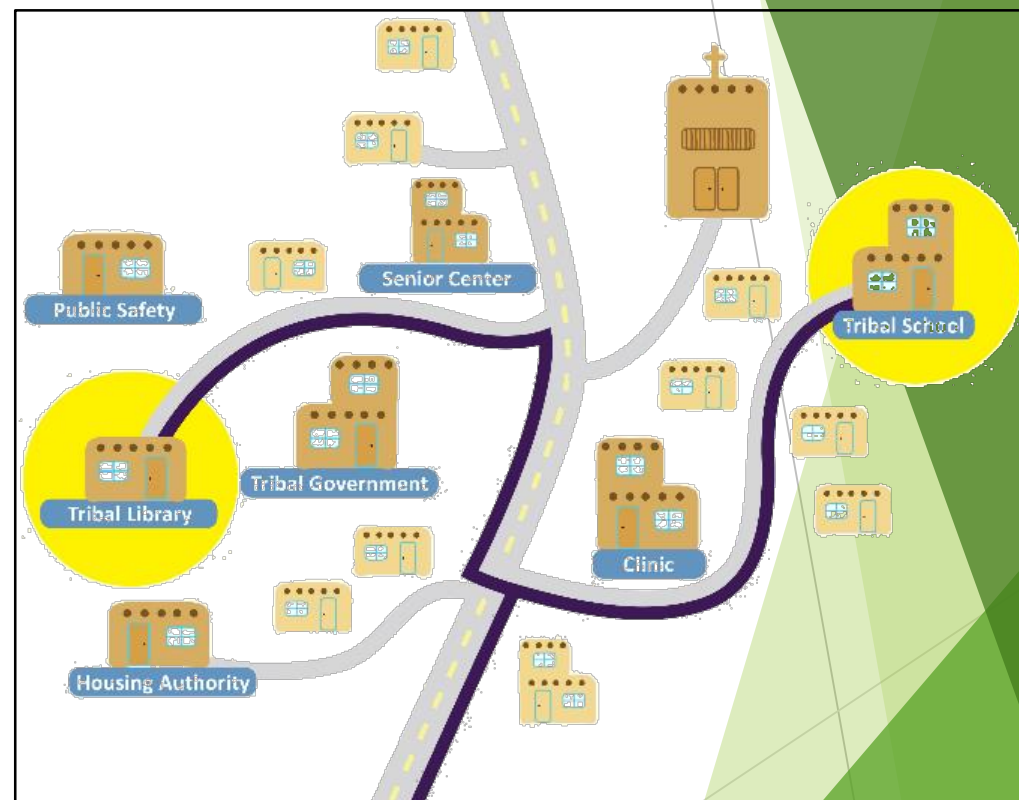 Senior Center
Public Safety
Tribal School
Tribal Government
Tribal Library
Clinic
Housing Authority